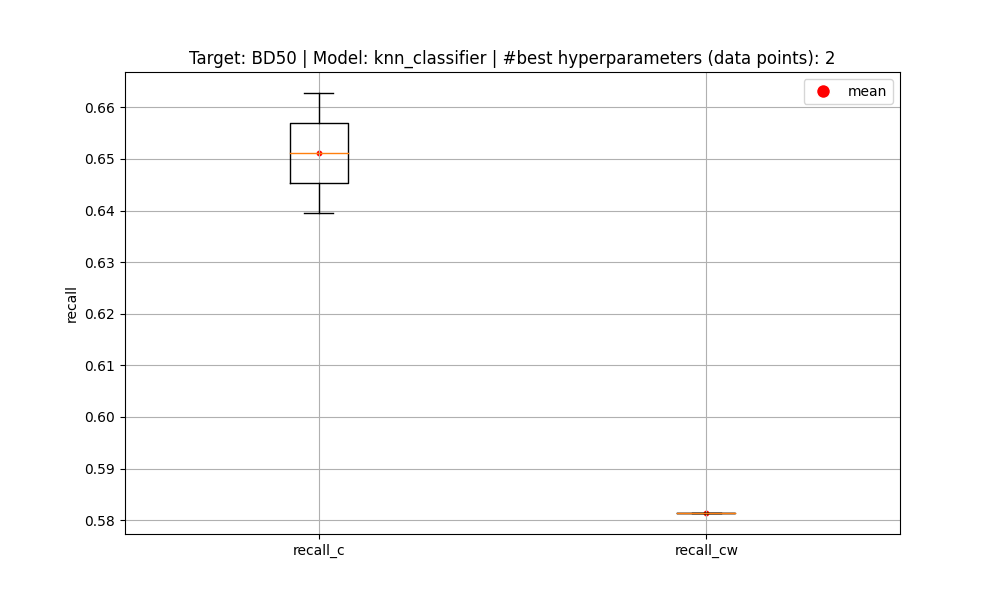 Target: BD50 | Model: knn_classifier | #best hyperparameters (data points): 2
mean
0.66
0.65
0.64
0.63
0.62
0.61
0.60
0.59
0.58
recall
recall_c
recall_cw